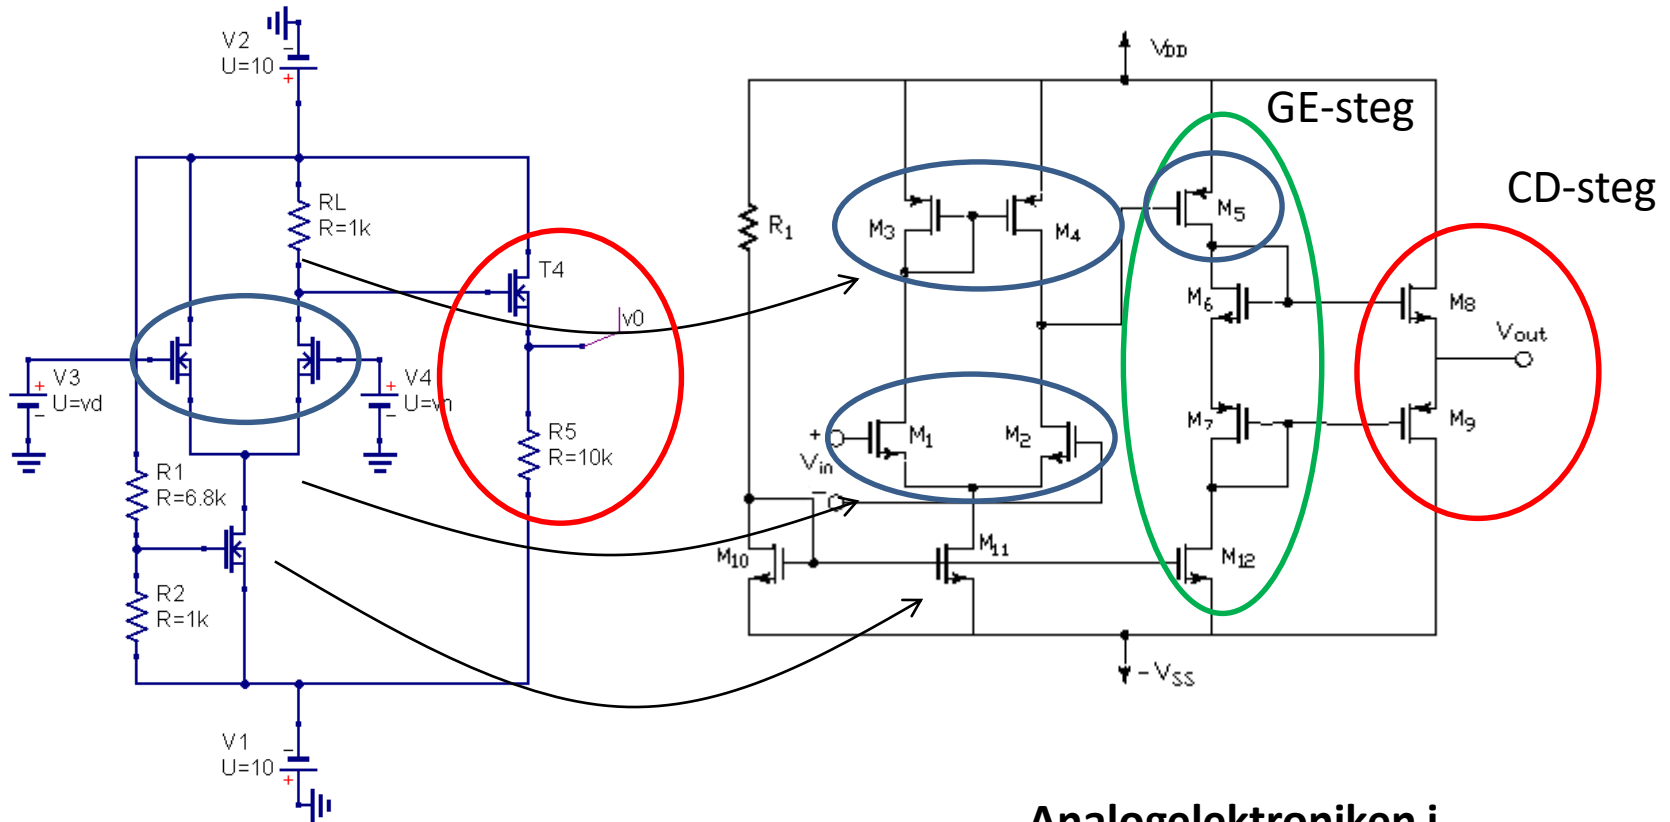 V2
U=10
RL
R=1k
T4
v0
V3
U=vd
V4
U=vn
R1
R=6.8k
R5
R=10k
R2
R=1k
V1
U=10
VDD
GE-steg
CD-steg
R1
M3
M4
M5
M6
M8
Vout
+
Vin
−
M1
M2
M7
M9
M10
M11
M12
-VSS
Analogelektroniken i